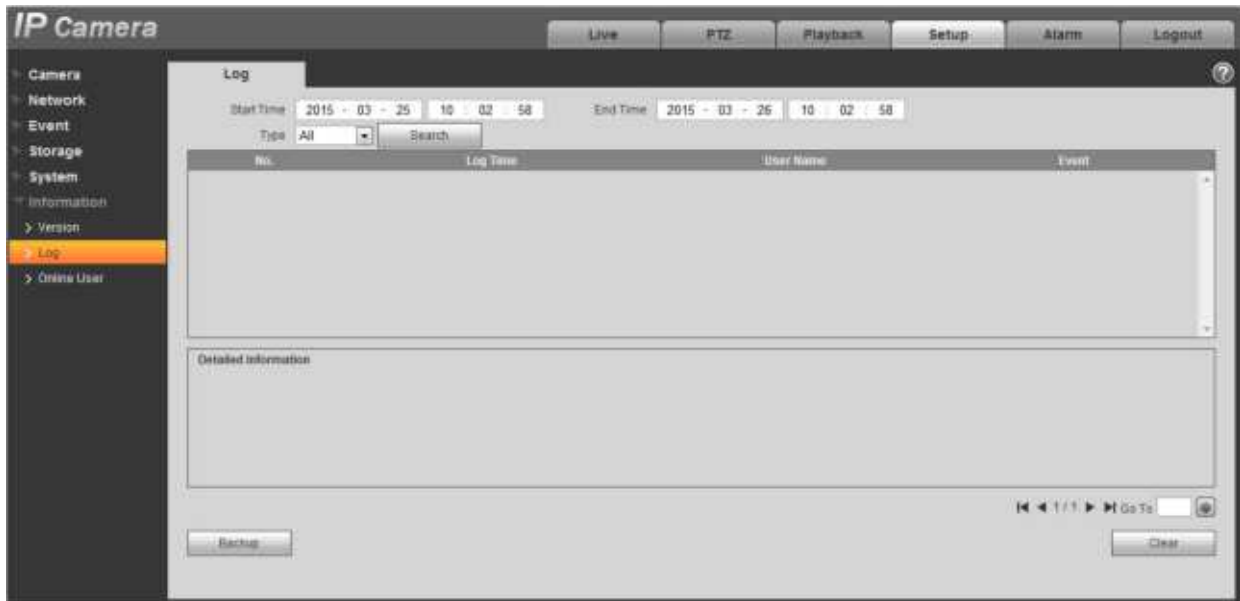 IP Camera
Live PTZ Playback Setup Alarm Logout
Camera
Network
Event
Storage
System
Information
Version
Log
Online User
Log
Start Time 2015 - 03 - 25 10 : 02 : 58 End Time 2015 - 03 - 26 10 : 02 : 58
Type All Search
No. Log Time User Name Event
Detailed Information
1 / 1 Go To
Backup Clear